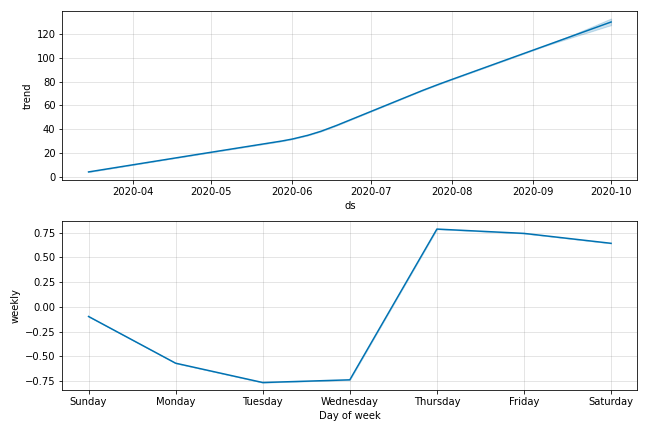 120
100
80
60
40
20
0
trend
2020-04 2020-05 2020-06 2020-07 2020-08 2020-09 2020-10
ds
0.75
0.50
0.25
0.00
−0.25
−0.50
−0.75
weekly
Sunday Monday Tuesday Wednesday Thursday Friday Saturday
Day of week